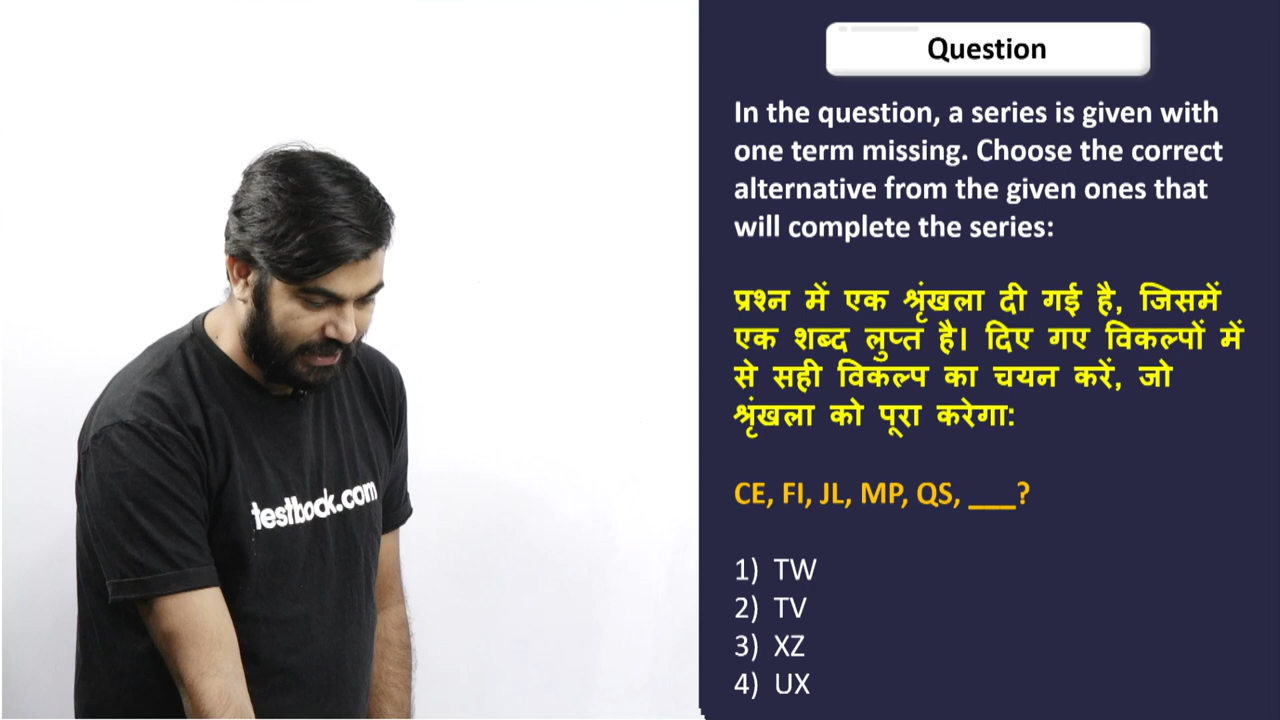 testbook.com
Question
In the question, a series is given with
one term missing. Choose the correct
alternative from the given ones that
will complete the series:
प्रश्न में एक श्रृंखला दी गई है, जिसमें
एक शब्द लुप्त है। दिए गए विकल्पों में
से सही विकल्प का चयन करें, जो
श्रृंखला को पूरा करेगा:
CE, FI, JL, MP, QS, ___?
1) TW
2) TV
3) XZ
4) UX